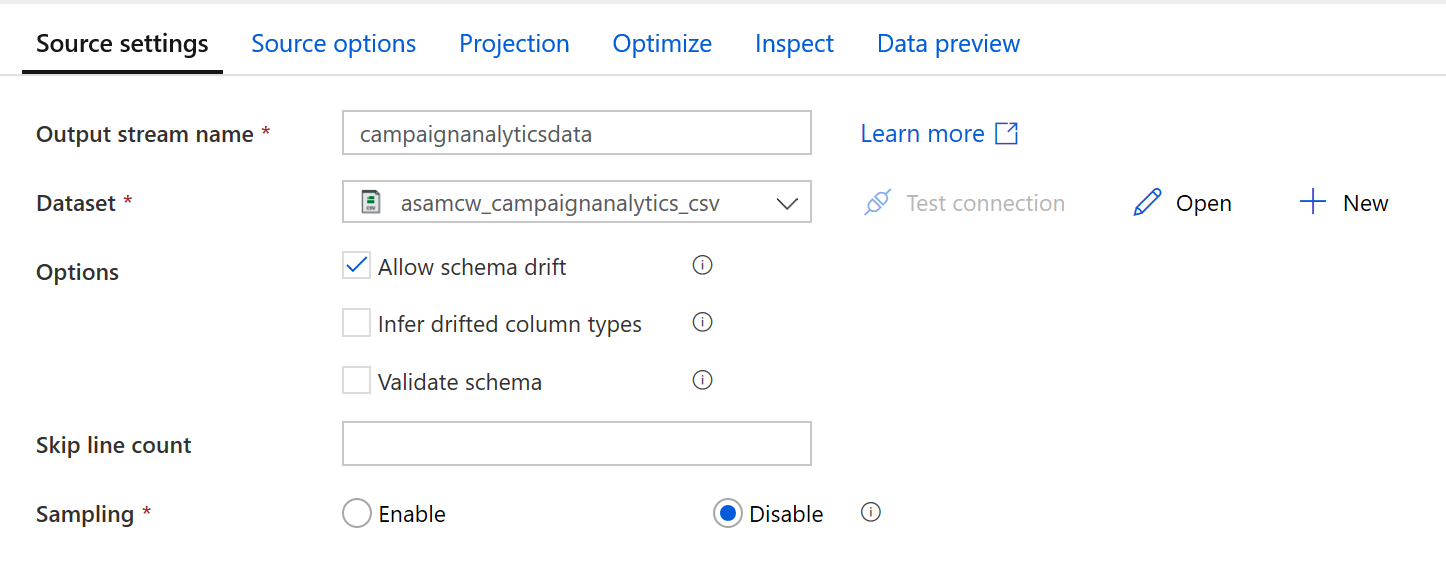 Source settings Source options Projection Optimize Inspect Data preview
Output stream name * campaignanalyticsdata Learn more
Dataset * asamcw_campaignanalytics_csv Test connection Open New
Options Allow schema drift
Infer drifted column types
Validate schema
Skip line count
Sampling * Enable Disable